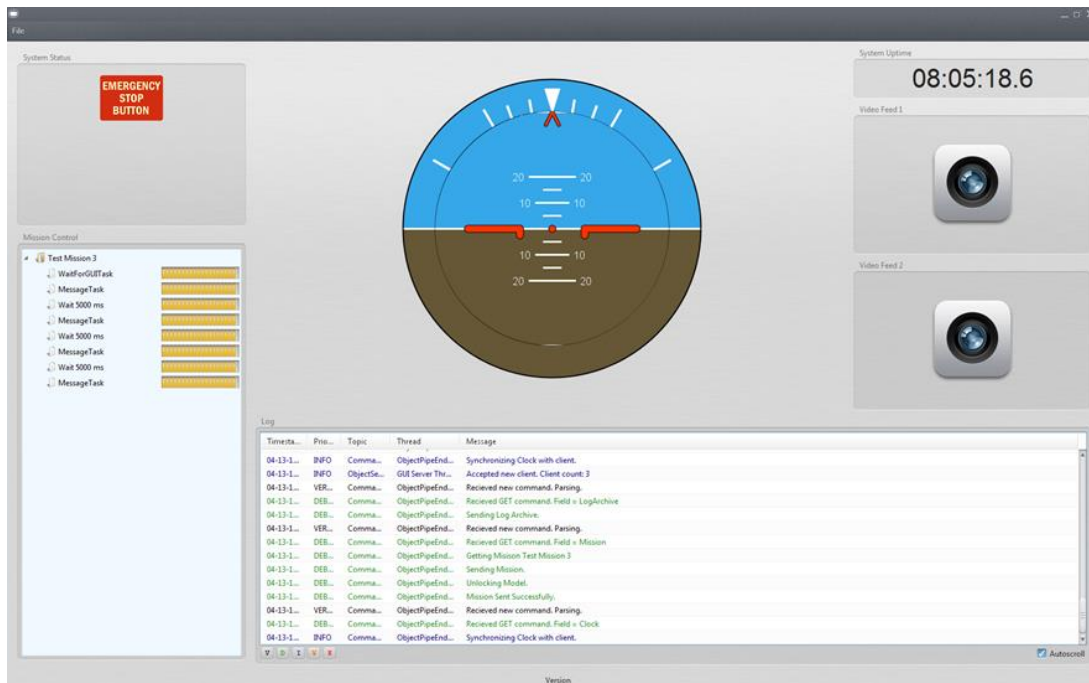 File
System Status
EMERGENCY
STOP
BUTTON
Mission Control
Test Mission 3
WaitForGUITask
MessageTask
Wait 5000 ms
MessageTask
Wait 5000 ms
MessageTask
Wait 5000 ms
MessageTask
20 20
10 10
10 10
20 20
System Uptime
08:05:18.6
Video Feed 1
Video Feed 2
Log
Timesta... Prio... Topic Thread Message
04-13-1... INFO Comma... ObjectPipeEnd... Synchronizing Clock with client.
04-13-1... INFO ObjectSe... GUI Server Thr... Accepted new client. Client count: 3
04-13-1... VER... Comma... ObjectPipeEnd... Recieved new command. Parsing.
04-13-1... DEB... Comma... ObjectPipeEnd... Recieved GET command. Field = LogArchive
04-13-1... DEB... Comma... ObjectPipeEnd... Sending Log Archive.
04-13-1... VER... Comma... ObjectPipeEnd... Recieved new command. Parsing.
04-13-1... DEB... Comma... ObjectPipeEnd... Recieved GET command. Field = Mission
04-13-1... DEB... Comma... ObjectPipeEnd... Getting Misison Test Mission 3
04-13-1... DEB... Comma... ObjectPipeEnd... Sending Mission.
04-13-1... DEB... Comma... ObjectPipeEnd... Unlocking Model.
04-13-1... DEB... Comma... ObjectPipeEnd... Mission Sent Successfully.
04-13-1... VER... Comma... ObjectPipeEnd... Recieved new command. Parsing.
04-13-1... DEB... Comma... ObjectPipeEnd... Recieved GET command. Field = Clock
04-13-1... INFO Comma... ObjectPipeEnd... Synchronizing Clock with client.
V D I
Autoscroll
Version